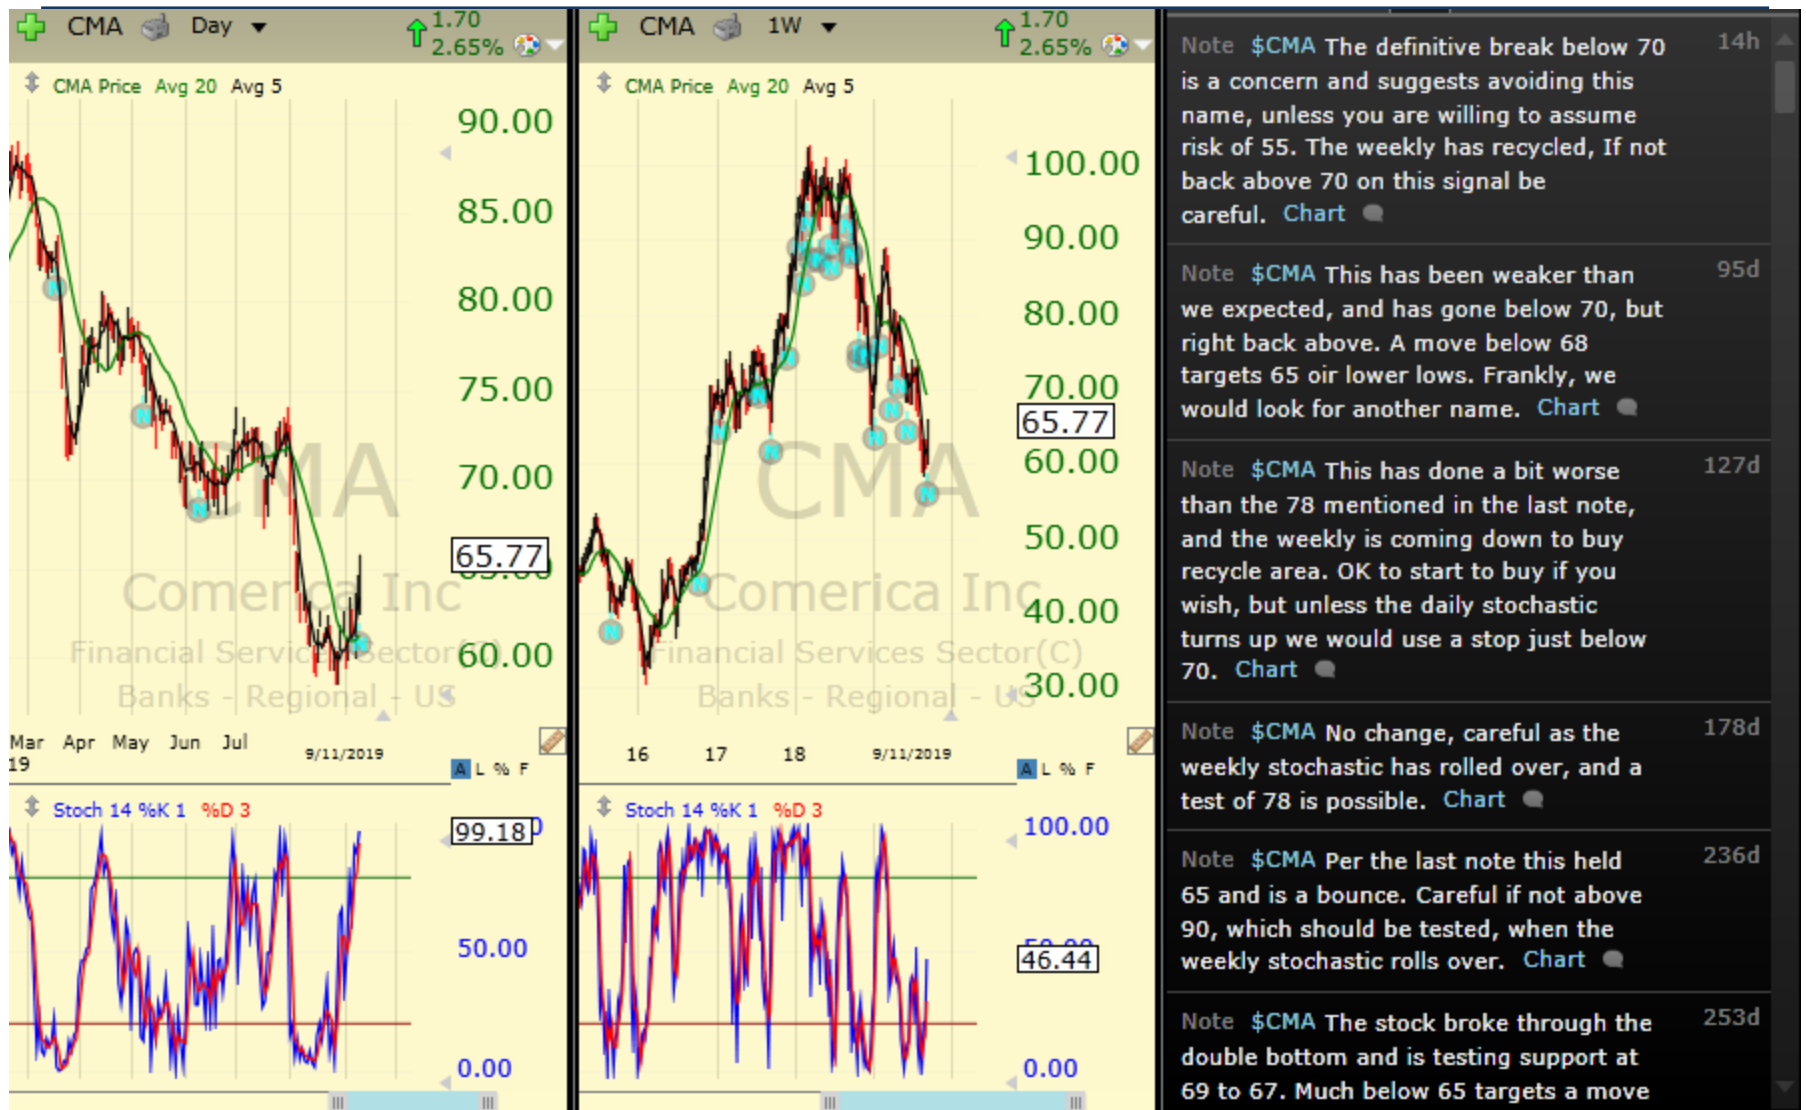 CMA Day 1.70
2.65%
CMA Price Avg 20 Avg 5
90.00
85.00
80.00
75.00
70.00
65.77
65.00
60.00
CMA
Comerica Inc
Financial Services Sector(C)
Banks - Regional - US
Mar Apr May Jun Jul 9/11/2019
19
A L % F
Stoch 14 %K 1 %D 3
99.18
50.00
0.00
CMA 1W 1.70
2.65%
CMA Price Avg 20 Avg 5
100.00
90.00
80.00
70.00
65.77
60.00
50.00
40.00
30.00
CMA
Comerica Inc
Financial Services Sector(C)
Banks - Regional - US
16 17 18 9/11/2019
A L % F
Stoch 14 %K 1 %D 3
100.00
50.00
46.44
0.00
Note $CMA The definitive break below 70 14h
is a concern and suggests avoiding this
name, unless you are willing to assume
risk of 55. The weekly has recycled, If not
back above 70 on this signal be
careful. Chart
Note $CMA This has been weaker than 95d
we expected, and has gone below 70, but
right back above. A move below 68
targets 65 oir lower lows. Frankly, we
would look for another name. Chart
Note $CMA This has done a bit worse 127d
than the 78 mentioned in the last note,
and the weekly is coming down to buy
recycle area. OK to start to buy if you
wish, but unless the daily stochastic
turns up we would use a stop just below
70. Chart
Note $CMA No change, careful as the 178d
weekly stochastic has rolled over, and a
test of 78 is possible. Chart
Note $CMA Per the last note this held 236d
65 and is a bounce. Careful if not above
90, which should be tested, when the
weekly stochastic rolls over. Chart
Note $CMA The stock broke through the 253d
double bottom and is testing support at
69 to 67. Much below 65 targets a move